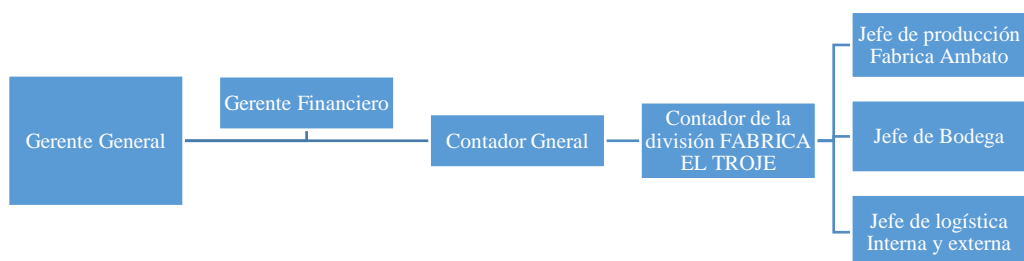 Gerente General
Gerente Financiero
Contador Gneral
Contador de la
división FABRICA
EL TROJE
Jefe de producción
Fabrica Ambato
Jefe de Bodega
Jefe de logística
Interna y externa